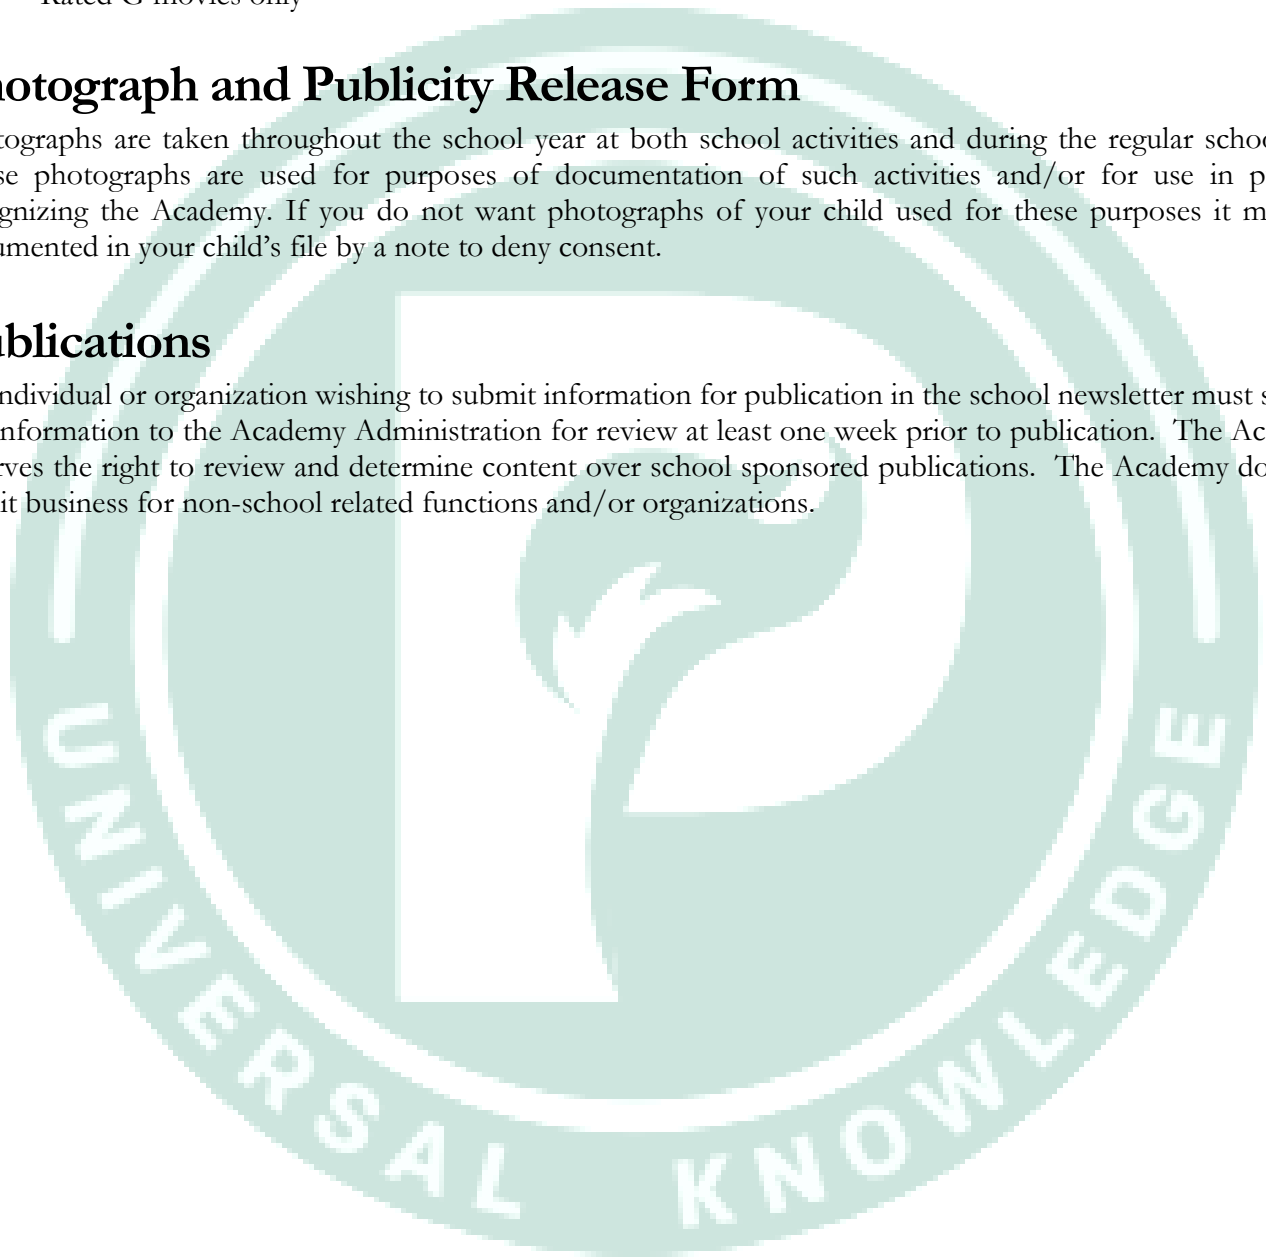 Rated G movies only
hotograph and Publicity Release Form
tographs are taken throughout the school year at both school activities and during the regular schoo
se photographs are used for purposes of documentation of such activities and/or for use in p
gnizing the Academy. If you do not want photographs of your child used for these purposes it m
umented in your child's file by a note to deny consent.
ublications
ndividual or organization wishing to submit information for publication in the school newsletter must s
information to the Academy Administration for review at least one week prior to publication. The Ac
rves the right to review and determine content over school sponsored publications. The Academy do
it business for non-school related functions and/or organizations.
P
UNIVERSAL KNOWLEDGE